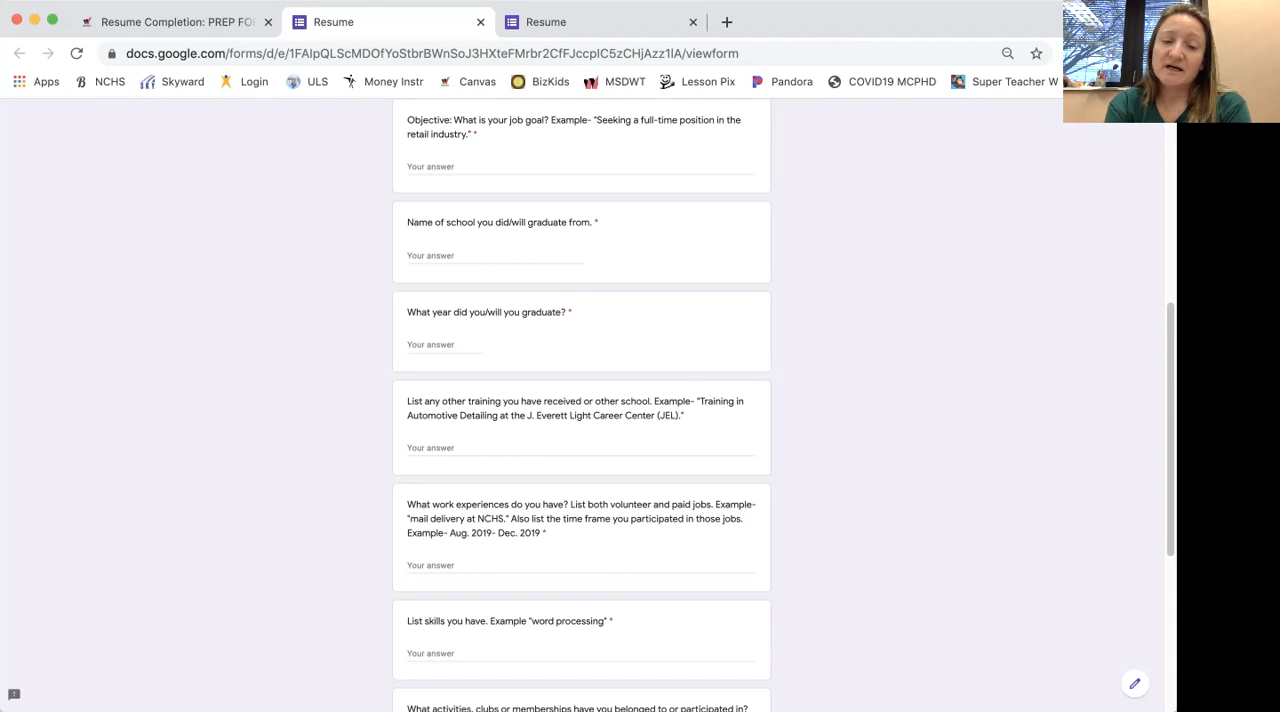 Resume Completion: PREP FO
Resume
Resume
docs.google.com/forms/d/e/
/viewform
Apps
NCHS
Skyward
Login
ULS
Money Instr
Canvas
BizKids
MSDWT
Lesson Pix
Pandora
COVID19 MCPHD
Super Teacher W
Objective: What is your job goal? Example- "Seeking a full-time position in the
retail industry." *
Your answer
Name of school you did/will graduate from. *
Your answer
What year did you/will you graduate? *
Your answer
List any other training you have received or other school. Example- "Training in
Automotive Detailing at the J. Everett Light Career Center (JEL)."
Your answer
What work experiences do you have? List both volunteer and paid jobs. Example-
"mail delivery at NCHS." Also list the time frame you participated in those jobs.
Example- Aug. 2019- Dec. 2019 *
Your answer
List skills you have. Example "word processing" *
Your answer
What activities, clubs or memberships have you belonged to or participated in?